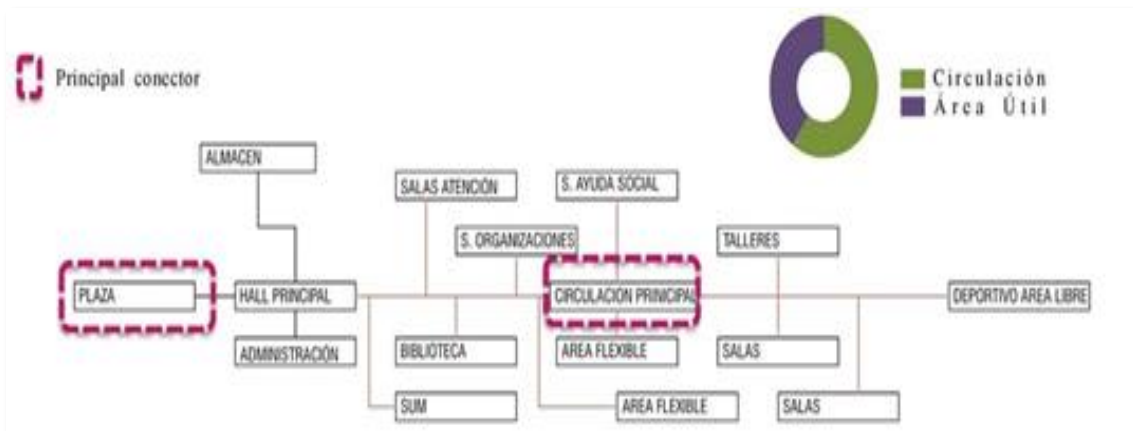 Principal conector
Circulación
Área Útil
ALMACEN
SALAS ATENCIÓN
S. AYUDA SOCIAL
S. ORGANIZACIONES
TALLERES
PLAZA
HALL PRINCIPAL
CIRCULACIÓN PRINICIPAL
DEPORTIVO AREA LIBRE
ADMINISTRACIÓN
BIBLIOTECA
AREA FLEXIBLE
SALAS
SUM
AREA FLEXIBLE
SALAS